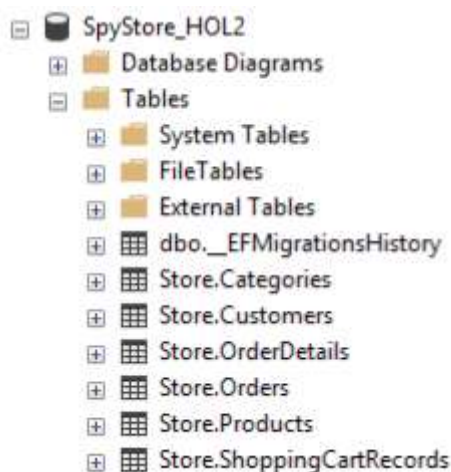 SpyStore_HOL2
Database Diagrams
Tables
System Tables
FileTables
External Tables
dbo.__EFMigrationsHistory
Store.Categories
Store.Customers
Store.OrderDetails
Store.Orders
Store.Products
Store.ShoppingCartRecords